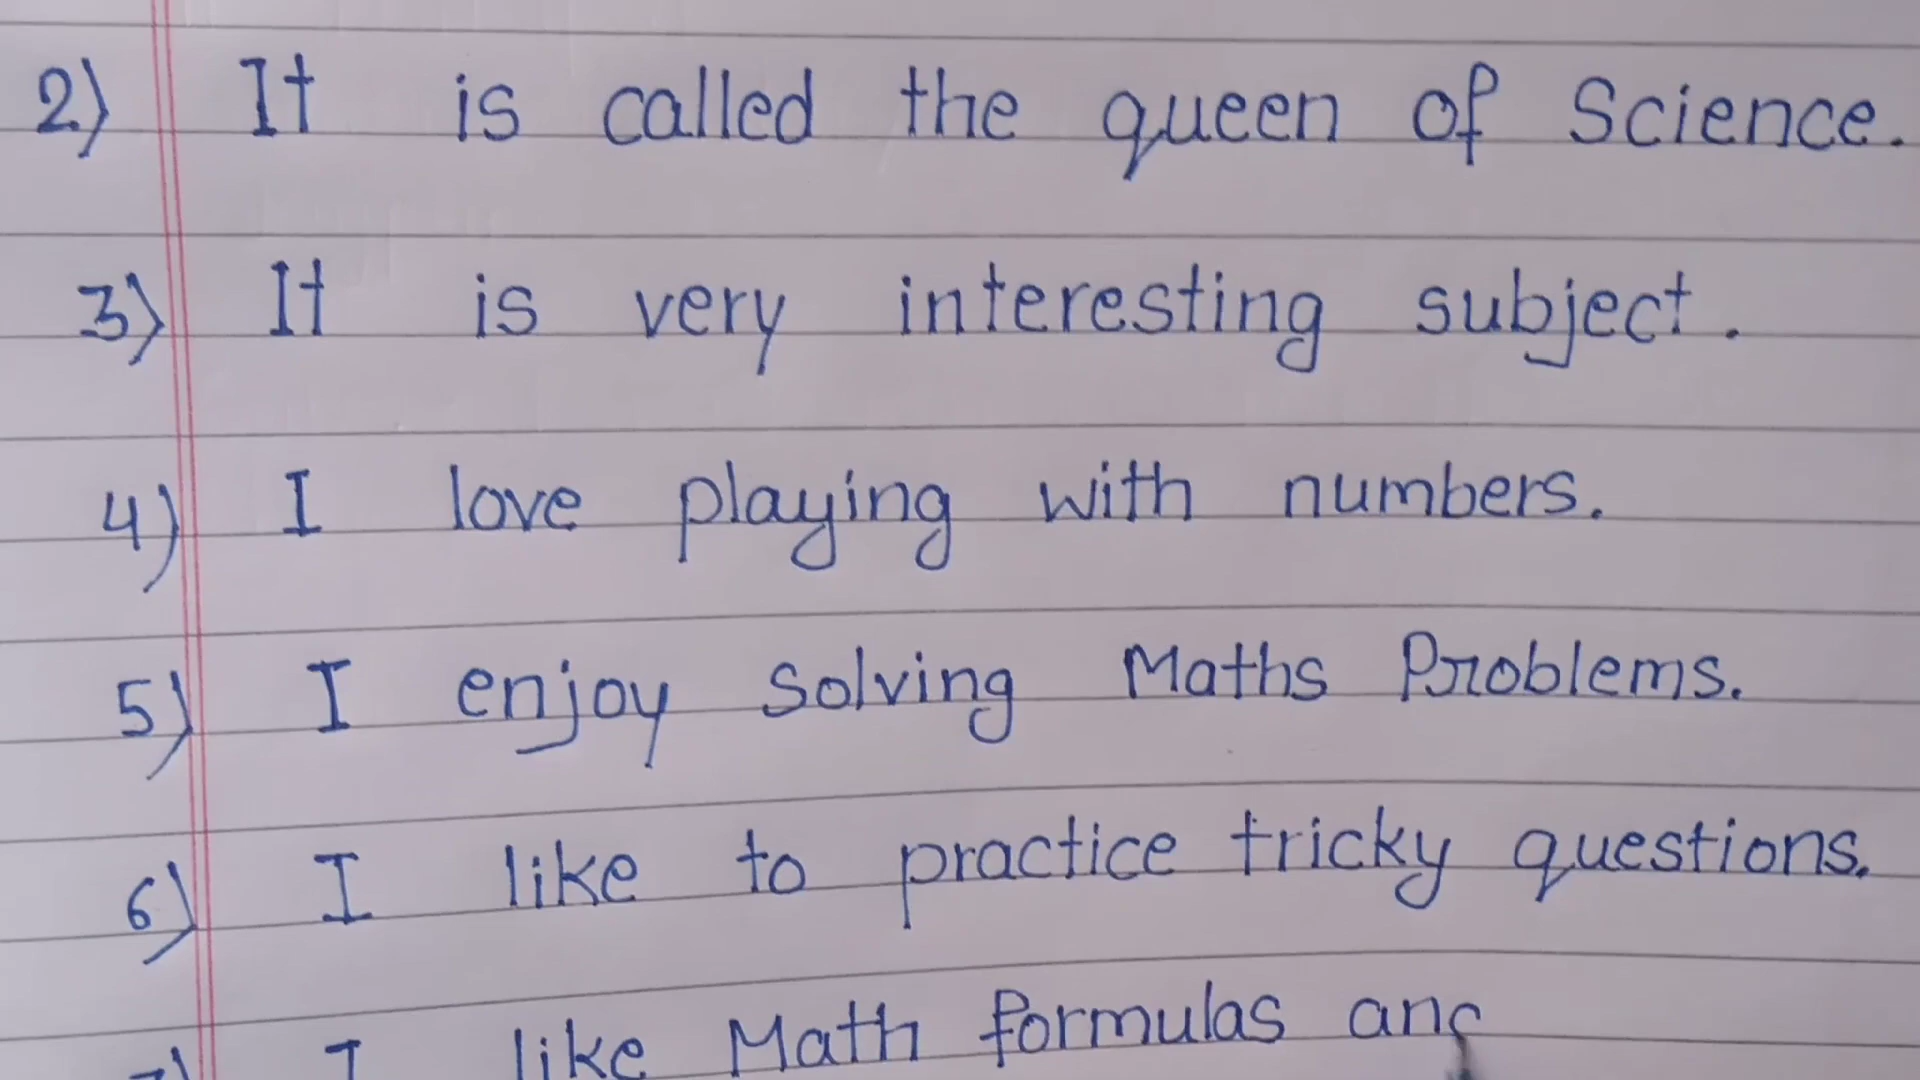 2) It is called the queen of Science.
3) It is very interesting subject.
4) I love playing with numbers.
5) I enjoy solving Maths Problems.
6) I like to practice tricky questions.
7) I like Math formulas